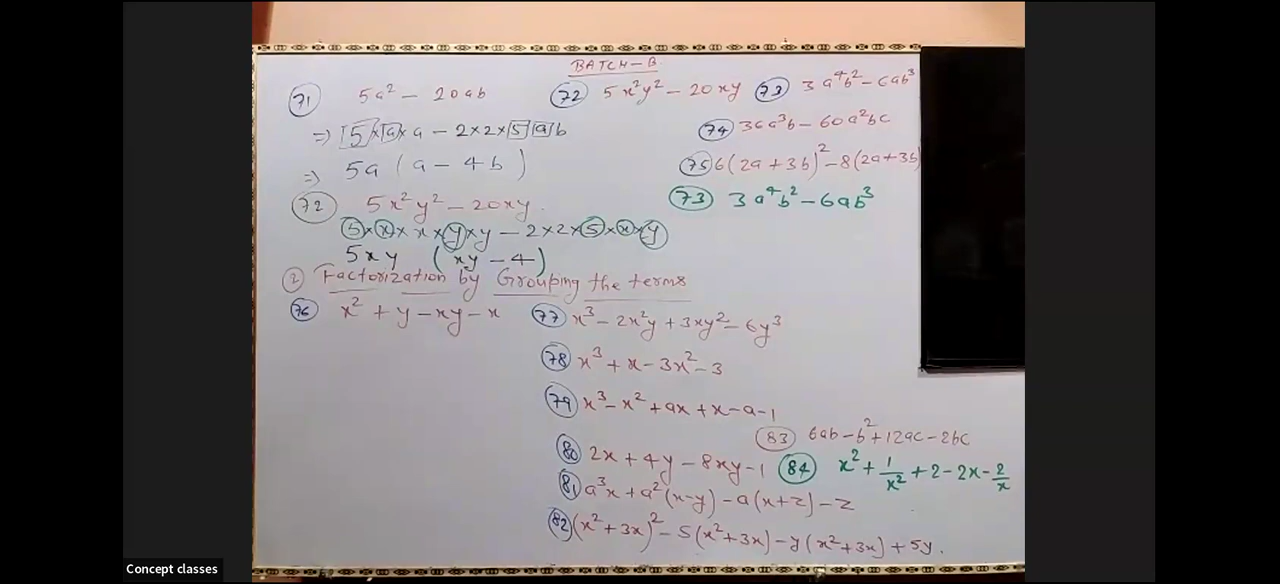 BATCH-B
71 5a² - 20ab 72 5x²y² - 20xy 73 3a⁴b² - 6ab³
⇒ 5×a×a - 2×2×5 a b 74 36a³b - 60a²bc
⇒ 5a (a - 4b) 75 6(2a+3b)² - 8(2a+3b)
72 5x²y² - 20xy. 73 3a⁴b² - 6ab³
5×x×x×y×y - 2×2×5×x×y
5xy (xy - 4)
2 Factorization by Grouping the terms
76 x² + y - xy - x 77 x³ - 2x²y + 3xy² - 6y³
78 x³ + x - 3x² - 3
79 x³ - x² + ax + x - a - 1
83 6ab - b² + 12ac - 2bc
80 2x + 4y - 8xy - 1 84 x² + 1/x² + 2 - 2x - 2/x
81 a³x + a²(x-y) - a(x+z) - z
82 (x²+3x)² - 5(x²+3x) - y(x²+3x) + 5y.
Concept classes